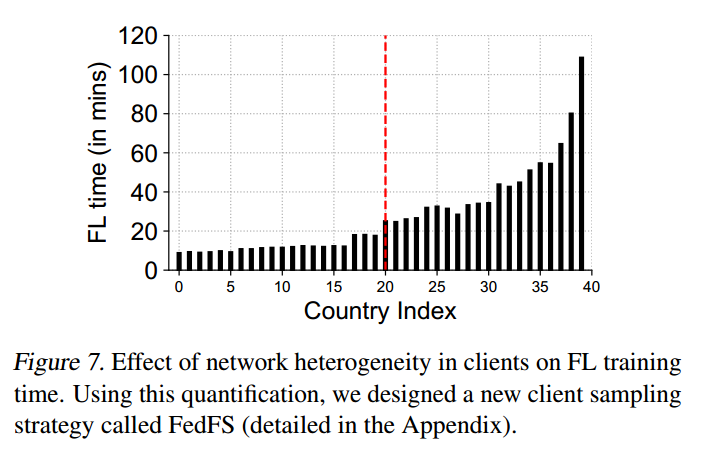 120
100
80
60
40
20
0
FL time (in mins)
0 5 10 15 20 25 30 35 40
Country Index
Figure 7. Effect of network heterogeneity in clients on FL training
time. Using this quantification, we designed a new client sampling
strategy called FedFS (detailed in the Appendix).